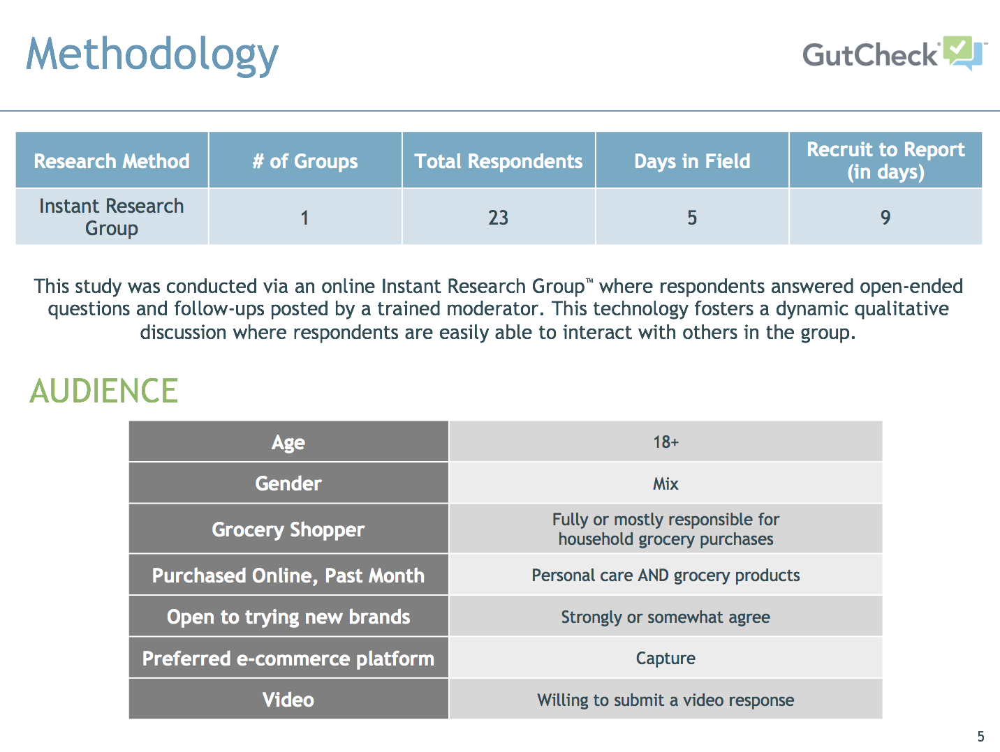 Methodology
GutCheck® ℠
Research Method
# of Groups
Total Respondents
Days in Field
Recruit to Report
(in days)
Instant Research
Group
1
23
5
9
This study was conducted via an online Instant Research Group™ where respondents answered open-ended
questions and follow-ups posted by a trained moderator. This technology fosters a dynamic qualitative
discussion where respondents are easily able to interact with others in the group.
AUDIENCE
Age
18+
Gender
Mix
Grocery Shopper
Fully or mostly responsible for
household grocery purchases
Purchased Online, Past Month
Personal care AND grocery products
Open to trying new brands
Strongly or somewhat agree
Preferred e-commerce platform
Capture
Video
Willing to submit a video response
5